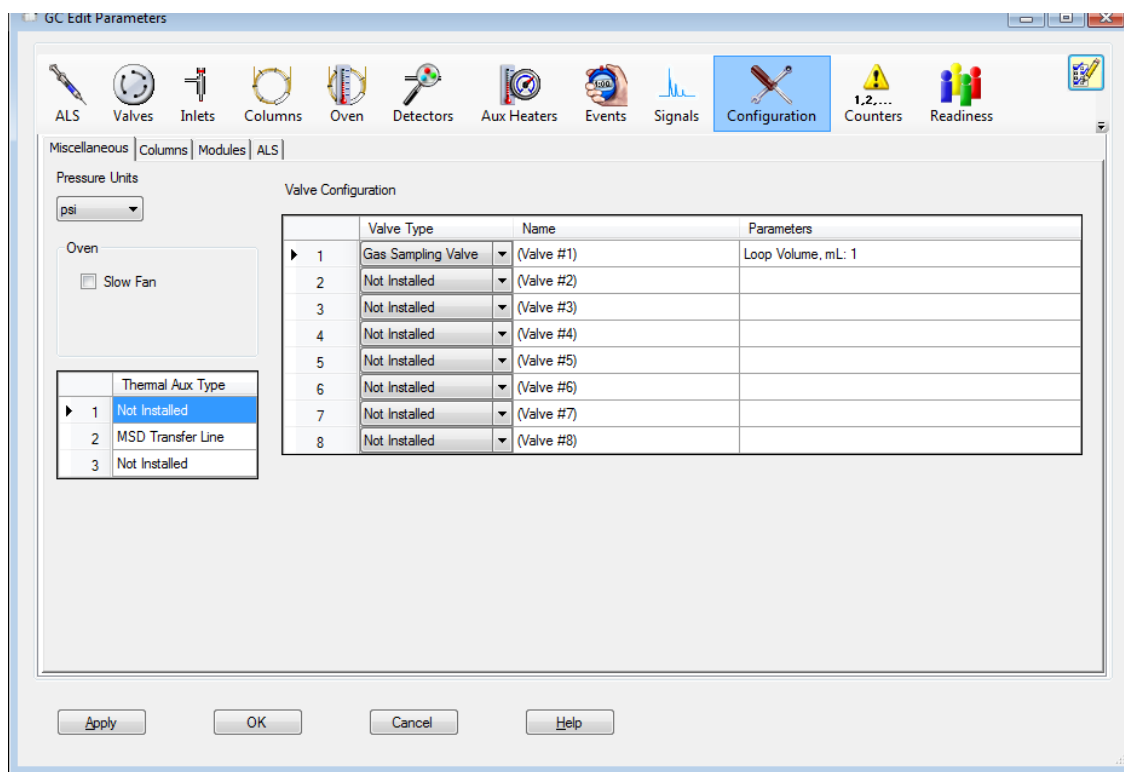 GC Edit Parameters
ALS Valves Inlets Columns Oven Detectors Aux Heaters Events Signals Configuration 1,2,... Counters Readiness
1:00
Miscellaneous Columns Modules ALS
Pressure Units
psi
Oven
Slow Fan
Thermal Aux Type
1 Not Installed
2 MSD Transfer Line
3 Not Installed
Valve Configuration
Valve Type Name Parameters
1 Gas Sampling Valve (Valve #1) Loop Volume, mL: 1
2 Not Installed (Valve #2)
3 Not Installed (Valve #3)
4 Not Installed (Valve #4)
5 Not Installed (Valve #5)
6 Not Installed (Valve #6)
7 Not Installed (Valve #7)
8 Not Installed (Valve #8)
Apply OK Cancel Help